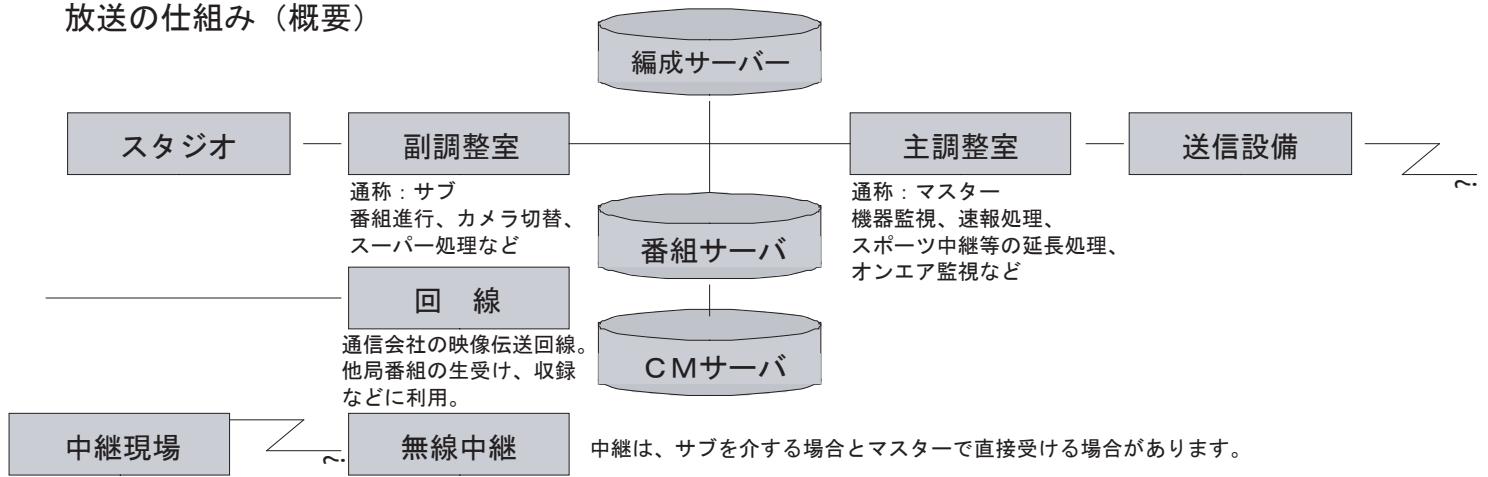 放送の仕組み（概要）
編成サーバー
スタジオ
副調整室
主調整室
送信設備
通称：サブ
番組進行、カメラ切替、
スーパー処理など
通称：マスター
機器監視、速報処理、
スポーツ中継等の延長処理、
オンエア監視など
番組サーバ
回　線
通信会社の映像伝送回線。
他局番組の生受け、収録
などに利用。
ＣＭサーバ
中継現場
無線中継
中継は、サブを介する場合とマスターで直接受ける場合があります。